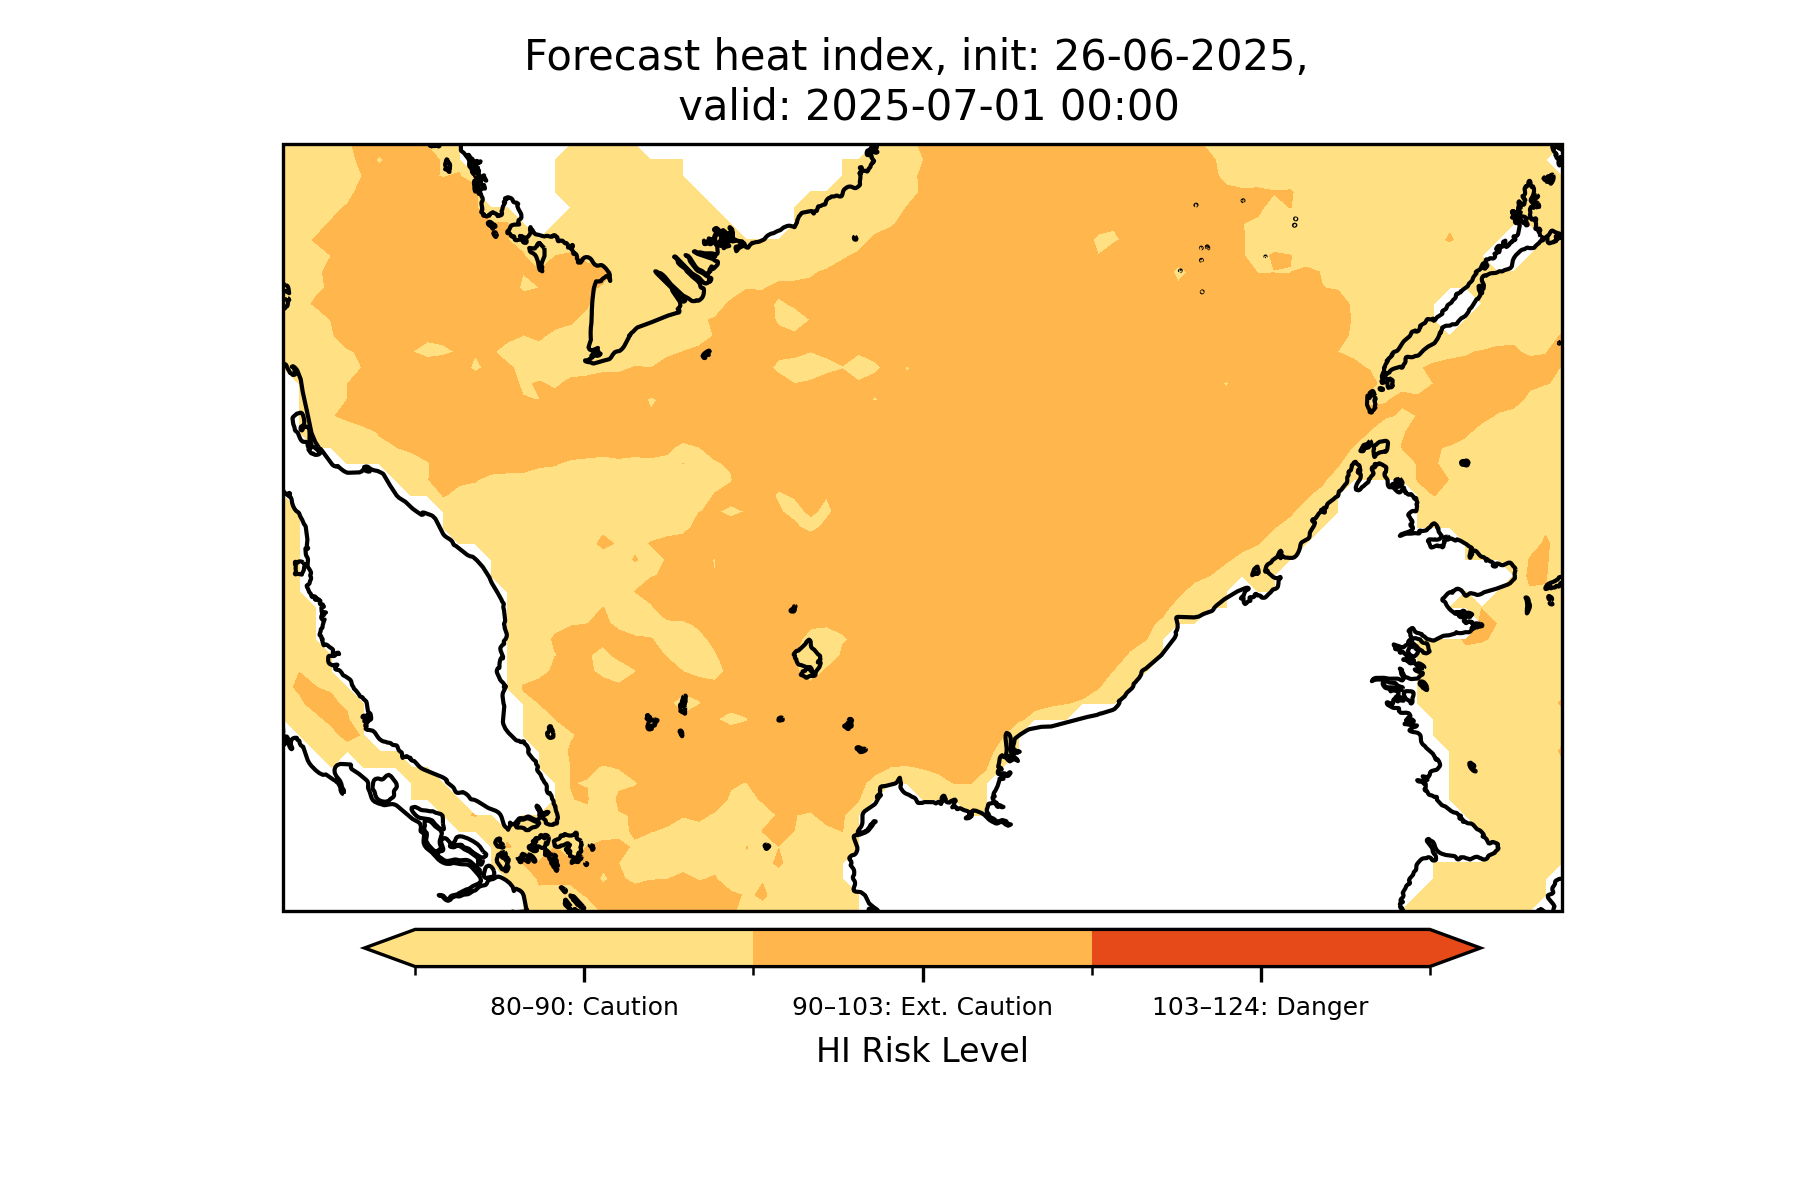 Forecast heat index, init: 26-06-2025,
valid: 2025-07-01 00:00
80–90: Caution
90–103: Ext. Caution
103–124: Danger
HI Risk Level